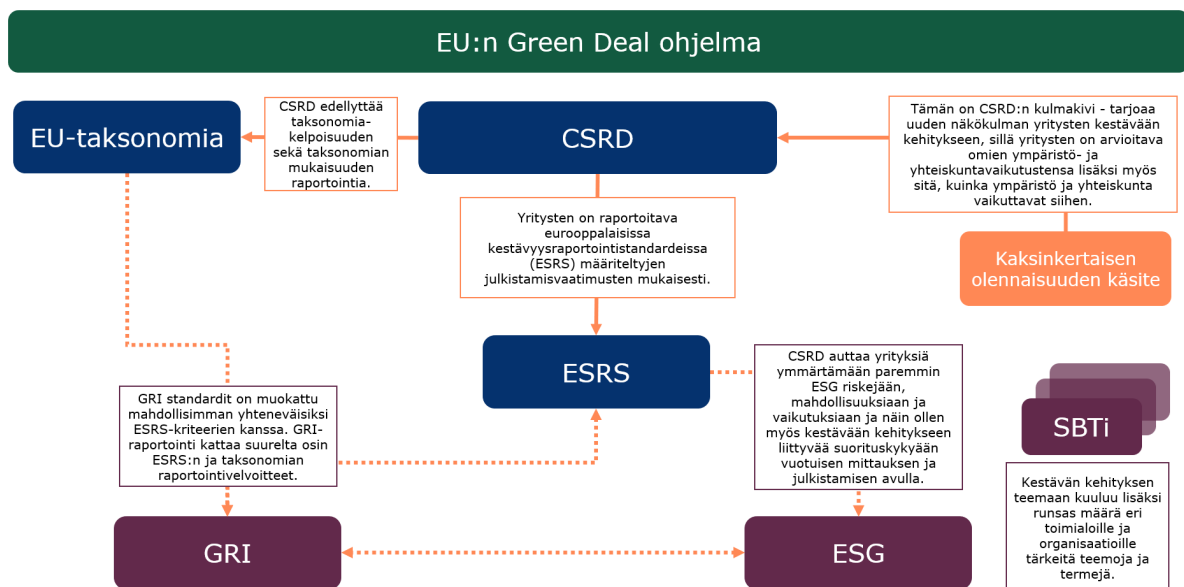 EU:n Green Deal ohjelma
EU-taksonomia
CSRD edellyttää
taksonomia-
kelpoisuuden
sekä taksonomian
mukaisuuden
raportointia.
CSRD
Tämän on CSRD:n kulmakivi - tarjoaa
uuden näkökulman yritysten kestävään
kehitykseen, sillä yritysten on arvioitava
omien ympäristö- ja
yhteiskuntavaikutustensa lisäksi myös
sitä, kuinka ympäristö ja yhteiskunta
vaikuttavat siihen.
Yritysten on raportoitava
eurooppalaisissa
kestävyysraportointistandardeissa
(ESRS) määriteltyjen
julkistamisvaatimusten mukaisesti.
Kaksinkertaisen
olennaisuuden käsite
ESRS
CSRD auttaa yrityksiä
ymmärtämään paremmin
ESG riskejään,
mahdollisuuksiaan ja
vaikutuksiaan ja näin ollen
myös kestävään kehitykseen
liittyvää suorituskykyään
vuotuisen mittauksen ja
julkistamisen avulla.
GRI standardit on muokattu
mahdollisimman yhteneväisiksi
ESRS-kriteerien kanssa. GRI-
raportointi kattaa suurelta osin
ESRS:n ja taksonomian
raportointivelvoitteet.
SBTi
Kestävän kehityksen
teemaan kuuluu lisäksi
runsas määrä eri
toimialoille ja
organisaatioille
tärkeitä teemoja ja
termejä.
GRI
ESG